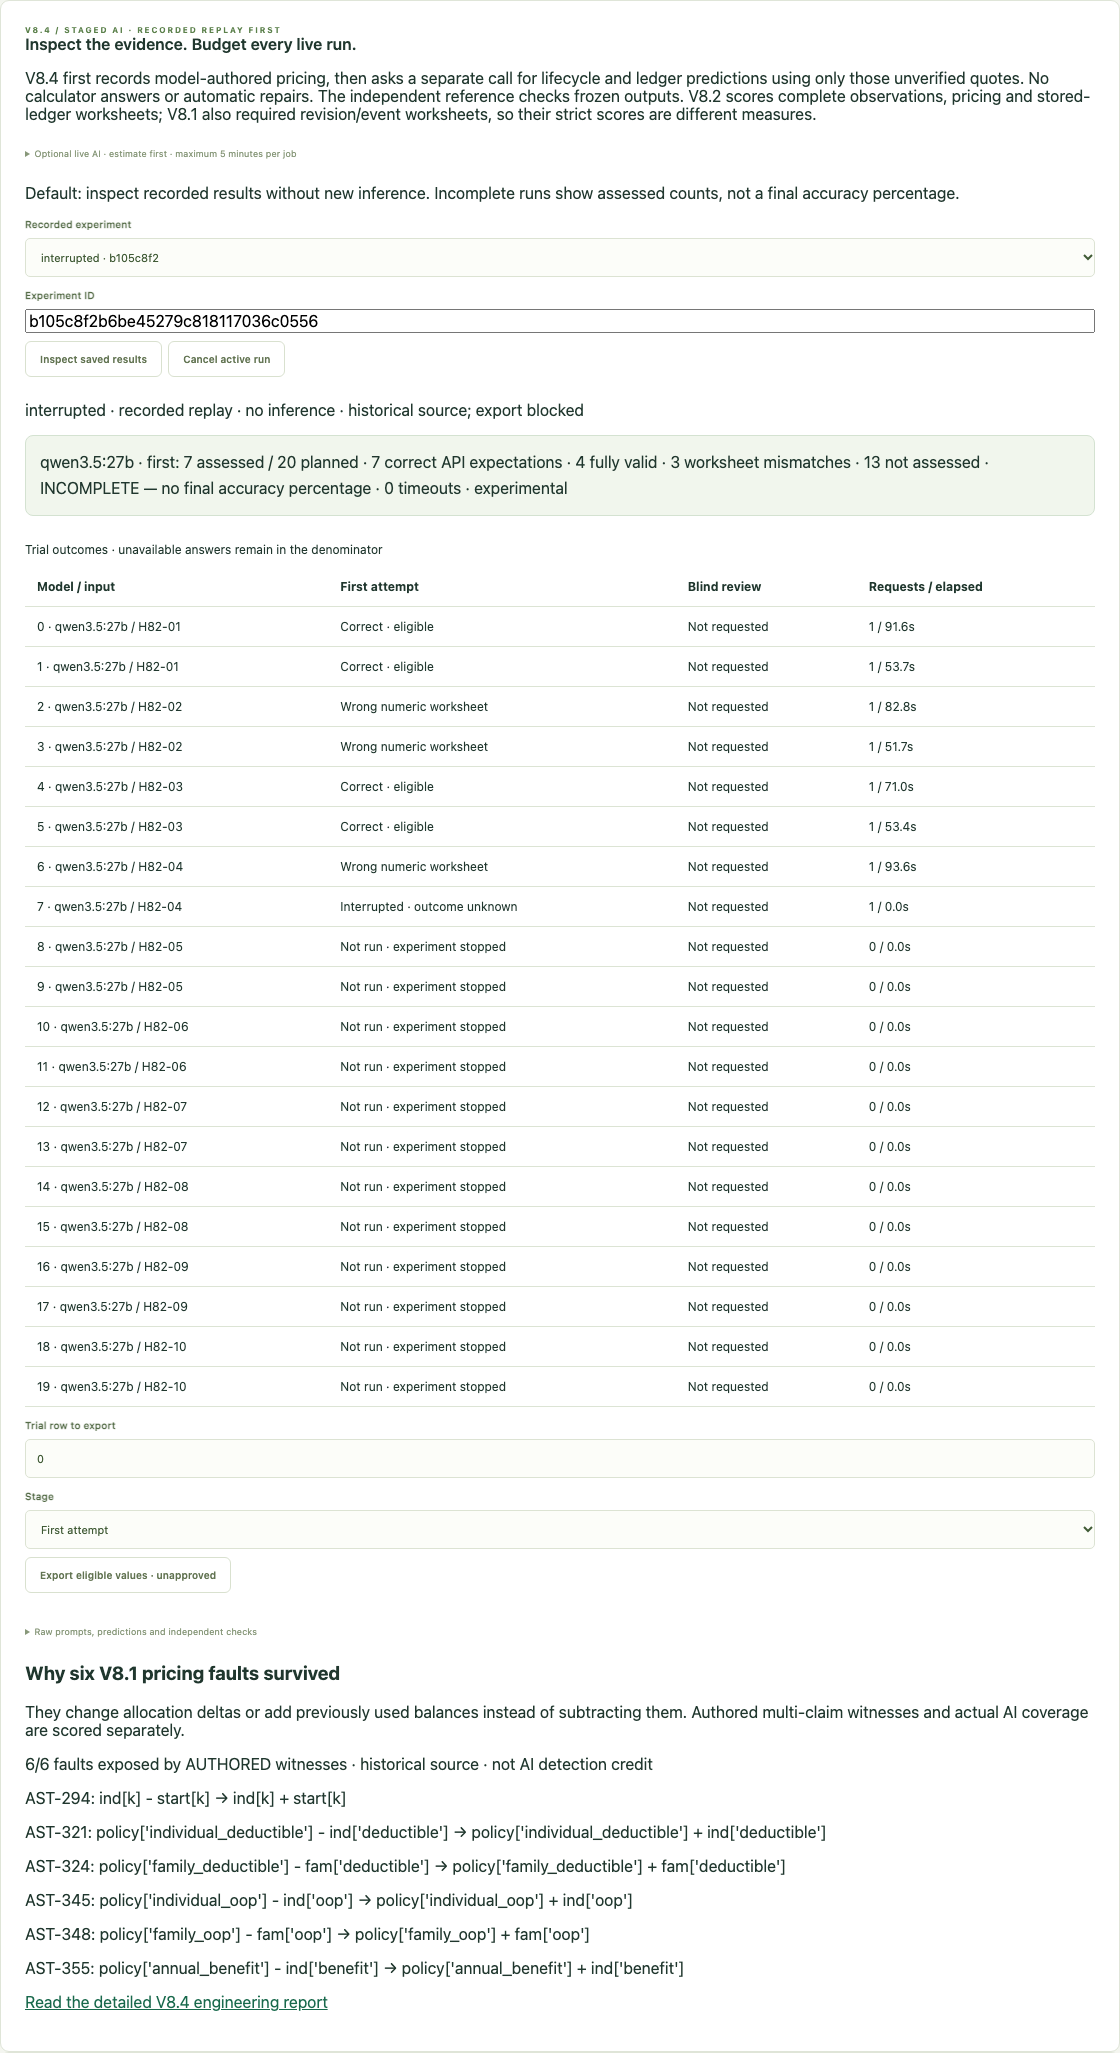 V8.4 / STAGED AI · RECORDED REPLAY FIRST
Inspect the evidence. Budget every live run.
V8.4 first records model-authored pricing, then asks a separate call for lifecycle and ledger predictions using only those unverified quotes. No
calculator answers or automatic repairs. The independent reference checks frozen outputs. V8.2 scores complete observations, pricing and stored-
ledger worksheets; V8.1 also required revision/event worksheets, so their strict scores are different measures.
▸ Optional live AI · estimate first · maximum 5 minutes per job
Default: inspect recorded results without new inference. Incomplete runs show assessed counts, not a final accuracy percentage.
Recorded experiment
interrupted · b105c8f2
Experiment ID
b105c8f2b6be45279c818117036c0556
Inspect saved results Cancel active run
interrupted · recorded replay · no inference · historical source; export blocked
qwen3.5:27b · first: 7 assessed / 20 planned · 7 correct API expectations · 4 fully valid · 3 worksheet mismatches · 13 not assessed ·
INCOMPLETE — no final accuracy percentage · 0 timeouts · experimental
Trial outcomes · unavailable answers remain in the denominator
Model / input First attempt Blind review Requests / elapsed
0 · qwen3.5:27b / H82-01 Correct · eligible Not requested 1 / 91.6s
1 · qwen3.5:27b / H82-01 Correct · eligible Not requested 1 / 53.7s
2 · qwen3.5:27b / H82-02 Wrong numeric worksheet Not requested 1 / 82.8s
3 · qwen3.5:27b / H82-02 Wrong numeric worksheet Not requested 1 / 51.7s
4 · qwen3.5:27b / H82-03 Correct · eligible Not requested 1 / 71.0s
5 · qwen3.5:27b / H82-03 Correct · eligible Not requested 1 / 53.4s
6 · qwen3.5:27b / H82-04 Wrong numeric worksheet Not requested 1 / 93.6s
7 · qwen3.5:27b / H82-04 Interrupted · outcome unknown Not requested 1 / 0.0s
8 · qwen3.5:27b / H82-05 Not run · experiment stopped Not requested 0 / 0.0s
9 · qwen3.5:27b / H82-05 Not run · experiment stopped Not requested 0 / 0.0s
10 · qwen3.5:27b / H82-06 Not run · experiment stopped Not requested 0 / 0.0s
11 · qwen3.5:27b / H82-06 Not run · experiment stopped Not requested 0 / 0.0s
12 · qwen3.5:27b / H82-07 Not run · experiment stopped Not requested 0 / 0.0s
13 · qwen3.5:27b / H82-07 Not run · experiment stopped Not requested 0 / 0.0s
14 · qwen3.5:27b / H82-08 Not run · experiment stopped Not requested 0 / 0.0s
15 · qwen3.5:27b / H82-08 Not run · experiment stopped Not requested 0 / 0.0s
16 · qwen3.5:27b / H82-09 Not run · experiment stopped Not requested 0 / 0.0s
17 · qwen3.5:27b / H82-09 Not run · experiment stopped Not requested 0 / 0.0s
18 · qwen3.5:27b / H82-10 Not run · experiment stopped Not requested 0 / 0.0s
19 · qwen3.5:27b / H82-10 Not run · experiment stopped Not requested 0 / 0.0s
Trial row to export
0
Stage
First attempt
Export eligible values · unapproved
▸ Raw prompts, predictions and independent checks
Why six V8.1 pricing faults survived
They change allocation deltas or add previously used balances instead of subtracting them. Authored multi-claim witnesses and actual AI coverage
are scored separately.
6/6 faults exposed by AUTHORED witnesses · historical source · not AI detection credit
AST-294: ind[k] - start[k] → ind[k] + start[k]
AST-321: policy['individual_deductible'] - ind['deductible'] → policy['individual_deductible'] + ind['deductible']
AST-324: policy['family_deductible'] - fam['deductible'] → policy['family_deductible'] + fam['deductible']
AST-345: policy['individual_oop'] - ind['oop'] → policy['individual_oop'] + ind['oop']
AST-348: policy['family_oop'] - fam['oop'] → policy['family_oop'] + fam['oop']
AST-355: policy['annual_benefit'] - ind['benefit'] → policy['annual_benefit'] + ind['benefit']
Read the detailed V8.4 engineering report